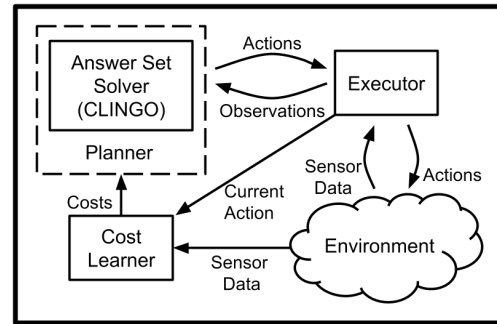 Actions
Answer Set
Solver
(CLINGO)
Executor
Observations
Planner
Sensor
Data
Actions
Costs
Current
Action
Cost
Learner
Environment
Sensor
Data